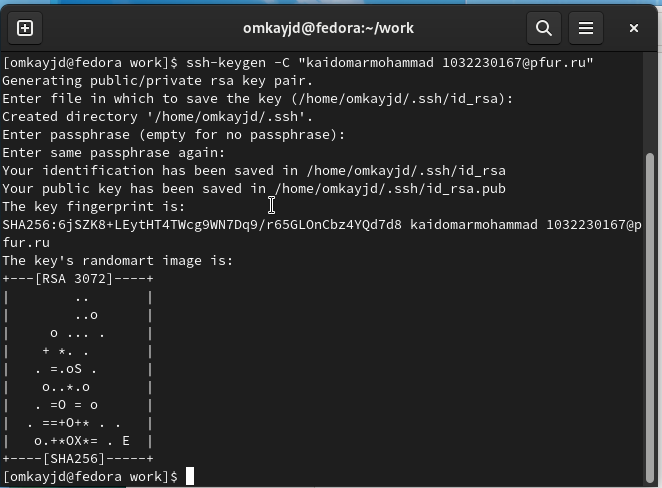 omkayjd@fedora:~/work
[omkayjd@fedora work]$ ssh-keygen -C "kaidomarmohammad 1032230167@pfur.ru"
Generating public/private rsa key pair.
Enter file in which to save the key (/home/omkayjd/.ssh/id_rsa):
Created directory '/home/omkayjd/.ssh'.
Enter passphrase (empty for no passphrase):
Enter same passphrase again:
Your identification has been saved in /home/omkayjd/.ssh/id_rsa
Your public key has been saved in /home/omkayjd/.ssh/id_rsa.pub
The key fingerprint is:
SHA256:6jSZK8+LEytHT4TWcg9WN7Dq9/r65GLOnCbz4YQd7d8 kaidomarmohammad 1032230167@p
fur.ru
The key's randomart image is:
+---[RSA 3072]----+
|        ..       |
|        ..o      |
|     o ... .     |
|    + *. .       |
|   . =.oS .      |
|    o..*.o       |
|   . =O = o      |
|  . ==+O+* . .   |
|   o.+*OX*= . E  |
+----[SHA256]-----+
[omkayjd@fedora work]$